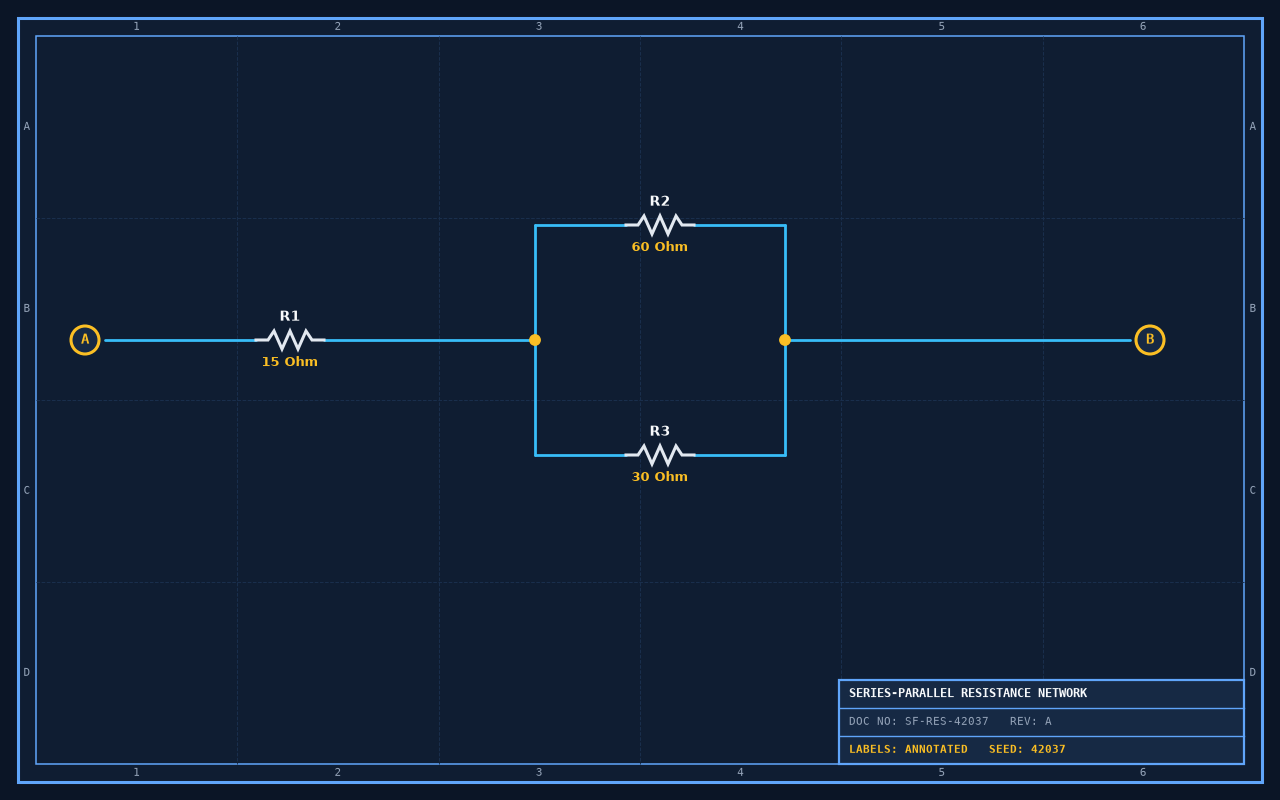 1 2 3 4 5 6
A A
R2
60 Ohm
B B
R1
A B
15 Ohm
R3
30 Ohm
C C
D D
SERIES-PARALLEL RESISTANCE NETWORK
DOC NO: SF-RES-42037 REV: A
LABELS: ANNOTATED SEED: 42037
1 2 3 4 5 6